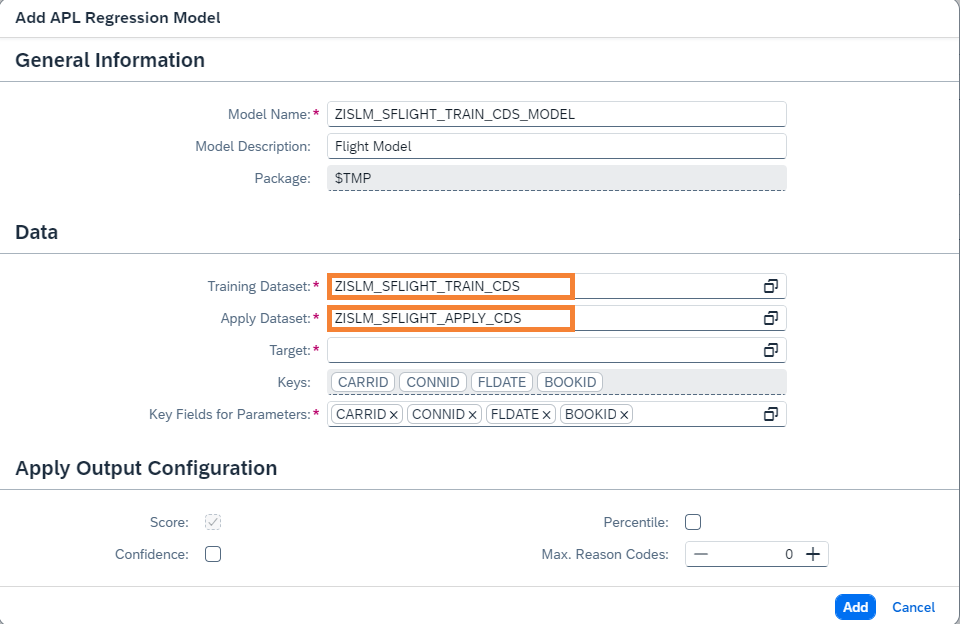 Add APL Regression Model
General Information
Model Name:* ZISLM_SFLIGHT_TRAIN_CDS_MODEL
Model Description: Flight Model
Package: $TMP
Data
Training Dataset:* ZISLM_SFLIGHT_TRAIN_CDS
Apply Dataset:* ZISLM_SFLIGHT_APPLY_CDS
Target:*
Keys: CARRID CONNID FLDATE BOOKID
Key Fields for Parameters:* CARRID CONNID FLDATE BOOKID
Apply Output Configuration
Score: Percentile:
Confidence: Max. Reason Codes: 0
Add Cancel